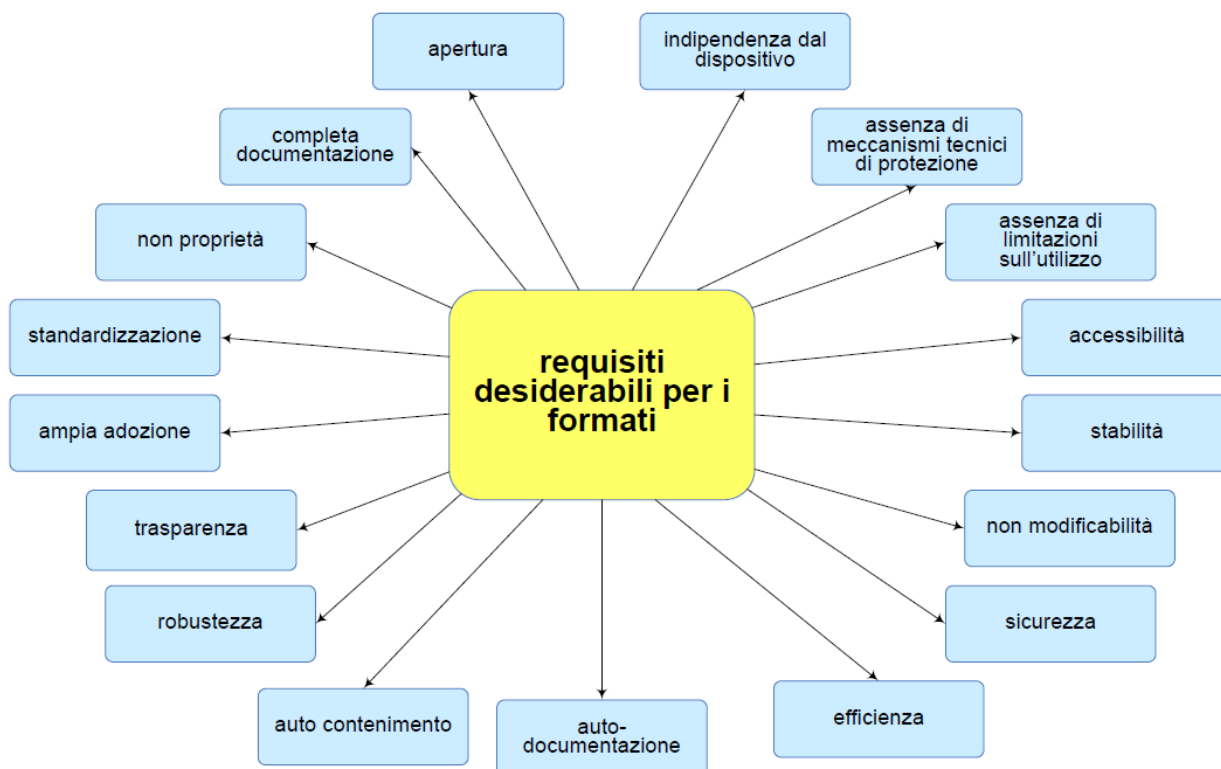 apertura
indipendenza dal
dispositivo
completa
documentazione
assenza di
meccanismi tecnici
di protezione
non proprietà
assenza di
limitazioni
sull'utilizzo
standardizzazione
requisiti
desiderabili per i
formati
accessibilità
ampia adozione
stabilità
trasparenza
non modificabilità
robustezza
sicurezza
auto contenimento
auto-
documentazione
efficienza